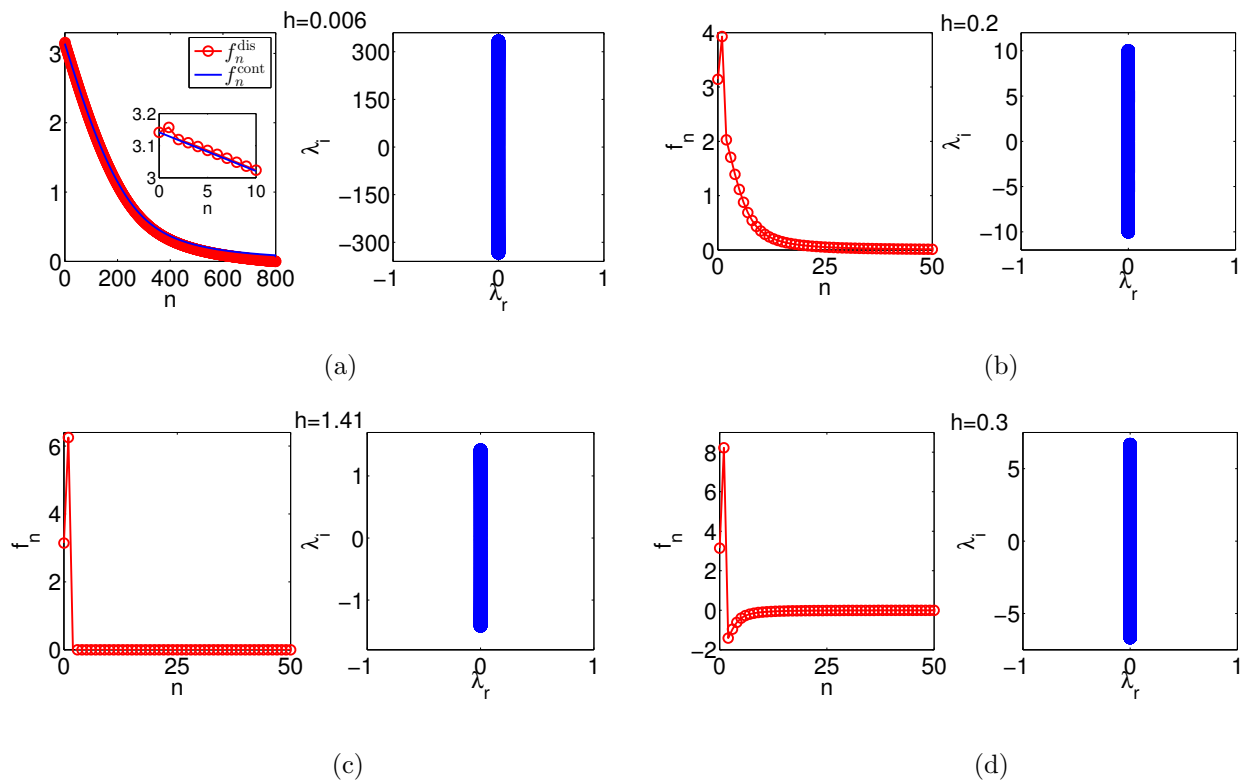 h=0.006
3
2
1
0
0 200 400 600 800
n
f_n^dis
f_n^cont
3.2
3.1
3
0 5 10
n
λ_i
300
150
0
−150
−300
−1 0 1
λ_r
(a)
h=0.2
f_n
4
3
2
1
0
0 25 50
n
λ_i
10
5
0
−5
−10
−1 0 1
λ_r
(b)
h=1.41
f_n
6
4
2
0
0 25 50
n
λ_i
1
0
−1
−1 0 1
λ_r
(c)
h=0.3
f_n
8
6
4
2
0
−2
0 25 50
n
λ_i
5
0
−5
−1 0 1
λ_r
(d)